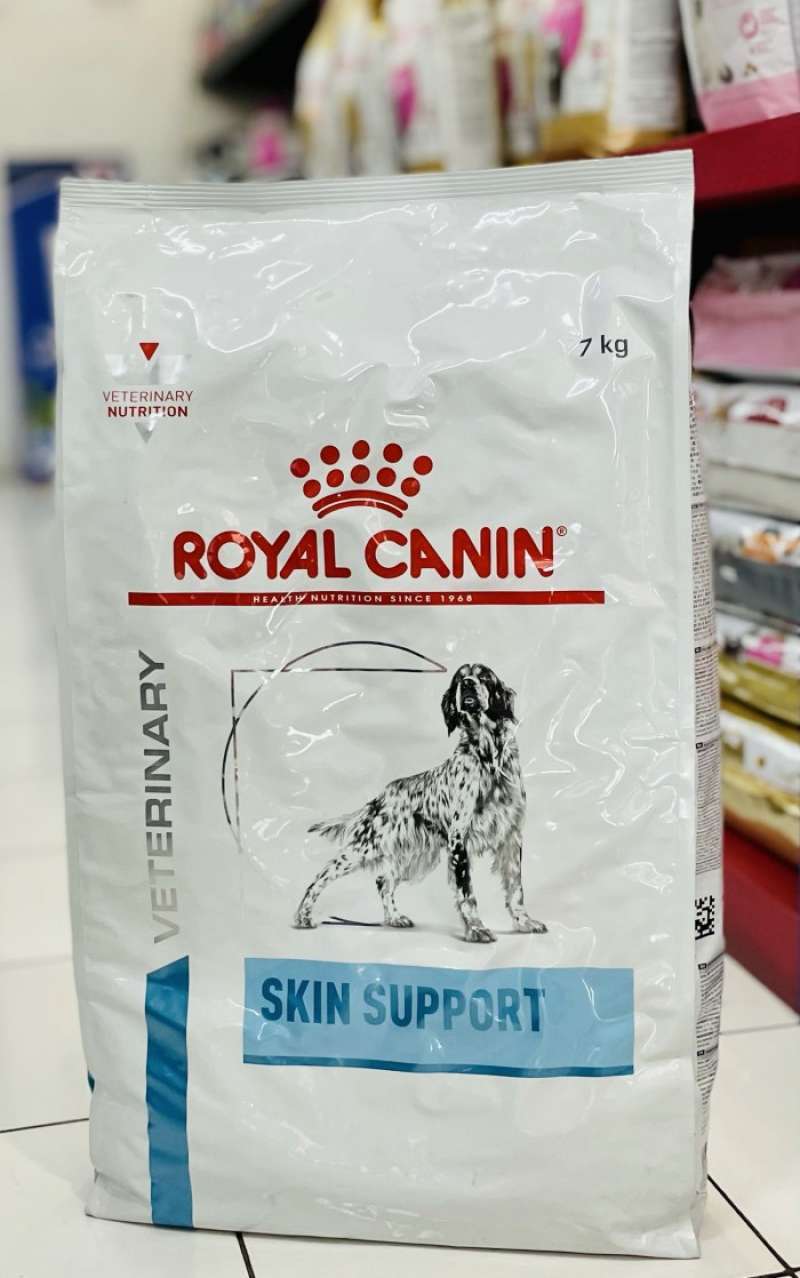 7 kg
VETERINARY
NUTRITION
ROYAL CANIN®
HEALTH NUTRITION SINCE 1968
VETERINARY
SKIN SUPPORT